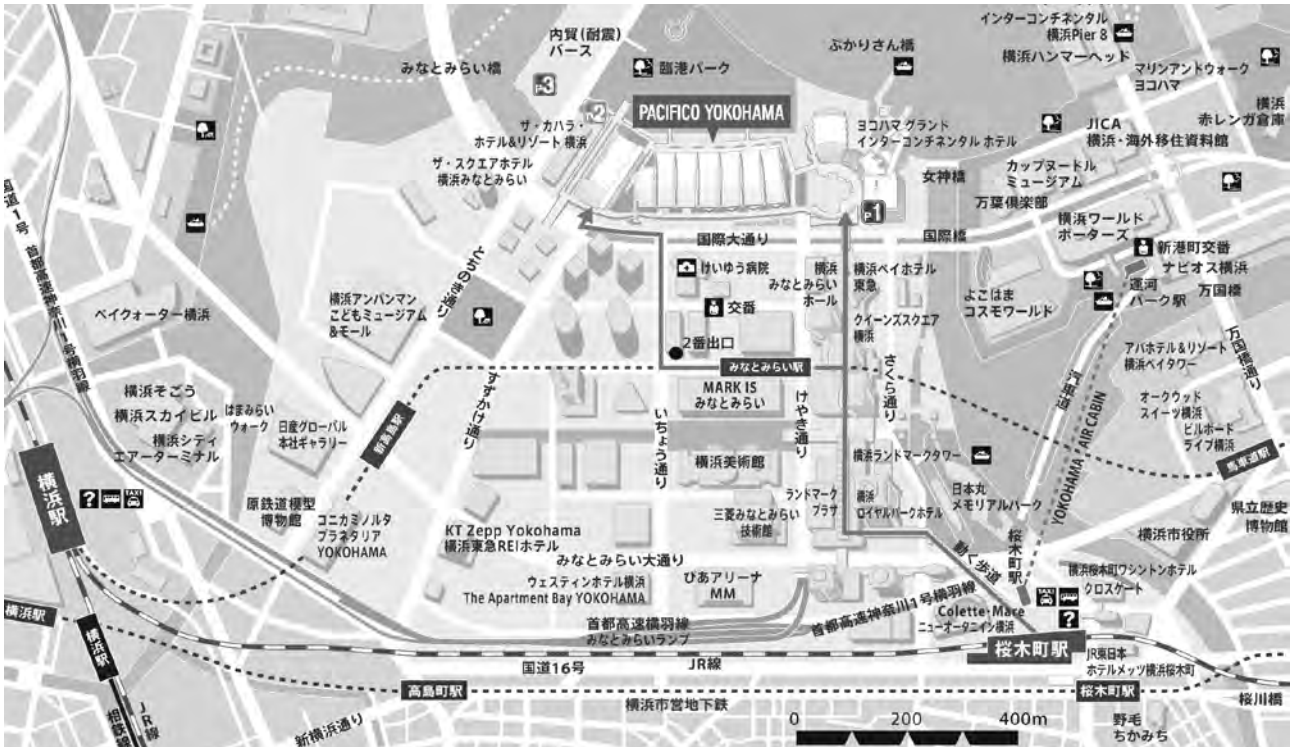 内貿(耐震)
バース
みなとみらい橋
臨港パーク
ぷかりさん橋
インターコンチネンタル
横浜Pier 8
横浜ハンマーヘッド
マリンアンドウォーク
ヨコハマ
横浜
赤レンガ倉庫
P3
P2
PACIFICO YOKOHAMA
ザ・カハラ・
ホテル&リゾート 横浜
ザ・スクエアホテル
横浜みなとみらい
ヨコハマ グランド
インターコンチネンタル ホテル
JICA
横浜・海外移住資料館
カップヌードル
ミュージアム
女神橋
万葉倶楽部
P1
国道1号
首都高速神奈川1号横羽線
国際大通り
国際橋
横浜ワールド
ポーターズ
新港町交番
ナビオス横浜
運河
パーク駅
万国橋
万国橋通り
とちのき通り
けいゆう病院
横浜
みなとみらい
ホール
横浜ベイホテル
東急
よこはま
コスモワールド
ベイクォーター横浜
横浜アンパンマン
こどもミュージアム
&モール
交番
2番出口
クイーンズスクエア
横浜
さくら通り
汽車道
アパホテル&リゾート
横浜ベイタワー
みなとみらい駅
MARK IS
みなとみらい
けやき通り
いちょう通り
すずかけ通り
横浜そごう
横浜スカイビル
はまみらい
ウォーク
横浜シティ
エアーターミナル
日産グローバル
本社ギャラリー
新高島駅
オークウッド
スイーツ横浜
ビルボード
ライブ横浜
馬車道駅
横浜美術館
横浜ランドマークタワー
YOKOHAMA AIR CABIN
横浜駅
?
TAXI
原鉄道模型
博物館
コニカミノルタ
プラネタリア
YOKOHAMA
KT Zepp Yokohama
横浜東急REIホテル
ランドマーク
プラザ
三菱みなとみらい
技術館
横浜
ロイヤルパークホテル
日本丸
メモリアルパーク
県立歴史
博物館
横浜市役所
みなとみらい大通り
動く歩道
桜木町駅
ウェスティンホテル横浜
The Apartment Bay YOKOHAMA
ぴあアリーナ
MM
横浜桜木町ワシントンホテル
クロスゲート
TAXI
?
首都高速横羽線
みなとみらいランプ
首都高速神奈川1号横羽線
Colette・Mare
ニューオータニイン横浜
桜木町駅
横浜駅
横浜駅
国道16号
JR線
JR東日本
ホテルメッツ横浜桜木町
高島町駅
桜木町駅
桜川橋
横浜市営地下鉄
新横浜通り
JR線
相鉄線
野毛
ちかみち
0 200 400m